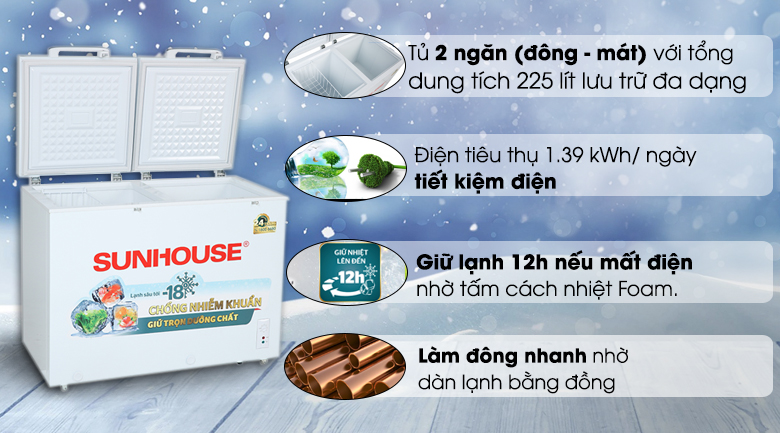 Tủ 2 ngăn (đông - mát) với tổng
dung tích 225 lít lưu trữ đa dạng
Điện tiêu thụ 1.39 kWh/ ngày
tiết kiệm điện
GIỮ NHIỆT
LÊN ĐẾN
-12h
Giữ lạnh 12h nếu mất điện
nhờ tấm cách nhiệt Foam.
Làm đông nhanh nhờ
dàn lạnh bằng đồng
SUNHOUSE®
Lạnh sâu tới -18
CHỐNG NHIỄM KHUẨN
GIỮ TRỌN DƯỠNG CHẤT